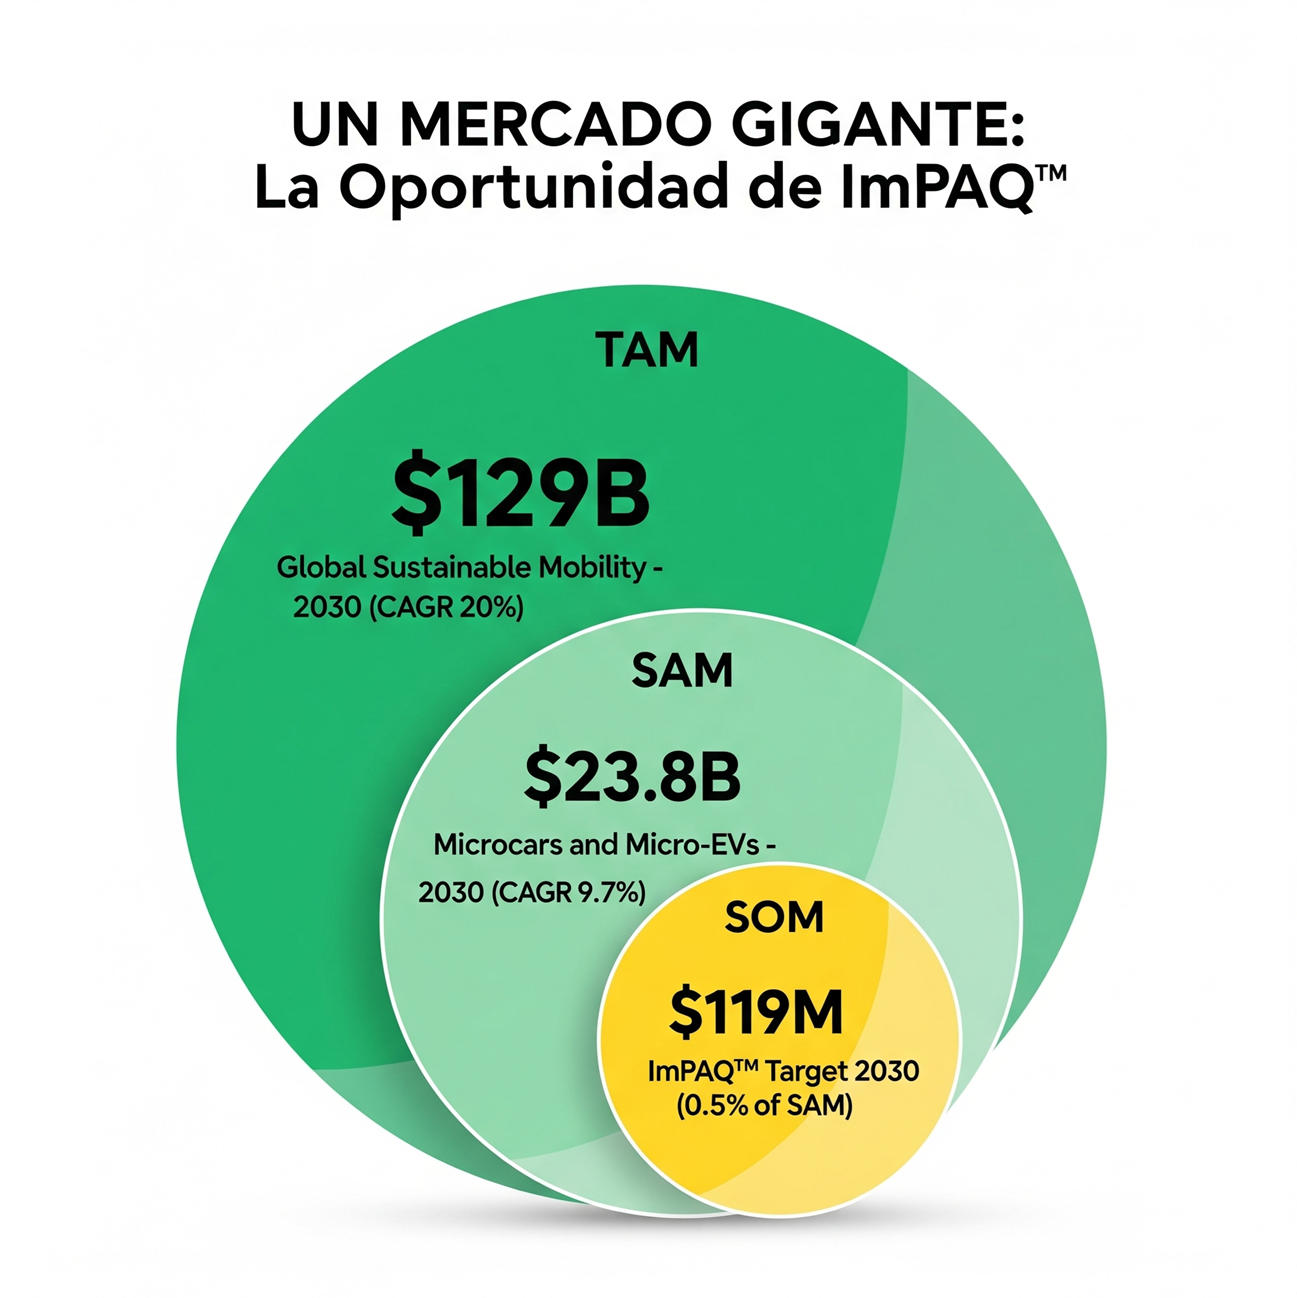 UN MERCADO GIGANTE:
La Oportunidad de ImPAQ™
TAM
$129B
Global Sustainable Mobility -
2030 (CAGR 20%)
SAM
$23.8B
Microcars and Micro-EVs -
2030 (CAGR 9.7%)
SOM
$119M
ImPAQ™ Target 2030
(0.5% of SAM)